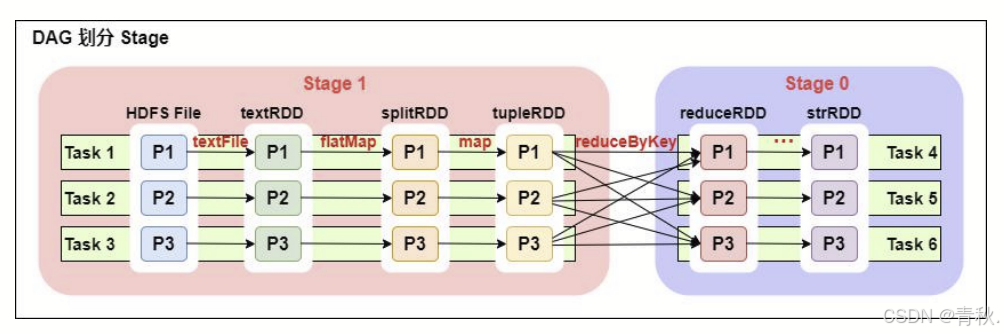 DAG 划分 Stage
Stage 1
Stage 0
HDFS File textRDD splitRDD tupleRDD reduceRDD strRDD
textFile flatMap map reduceByKey ...
Task 1 P1 P1 P1 P1 P1 P1 Task 4
Task 2 P2 P2 P2 P2 P2 P2 Task 5
Task 3 P3 P3 P3 P3 P3 P3 Task 6
CSDN @青秋.